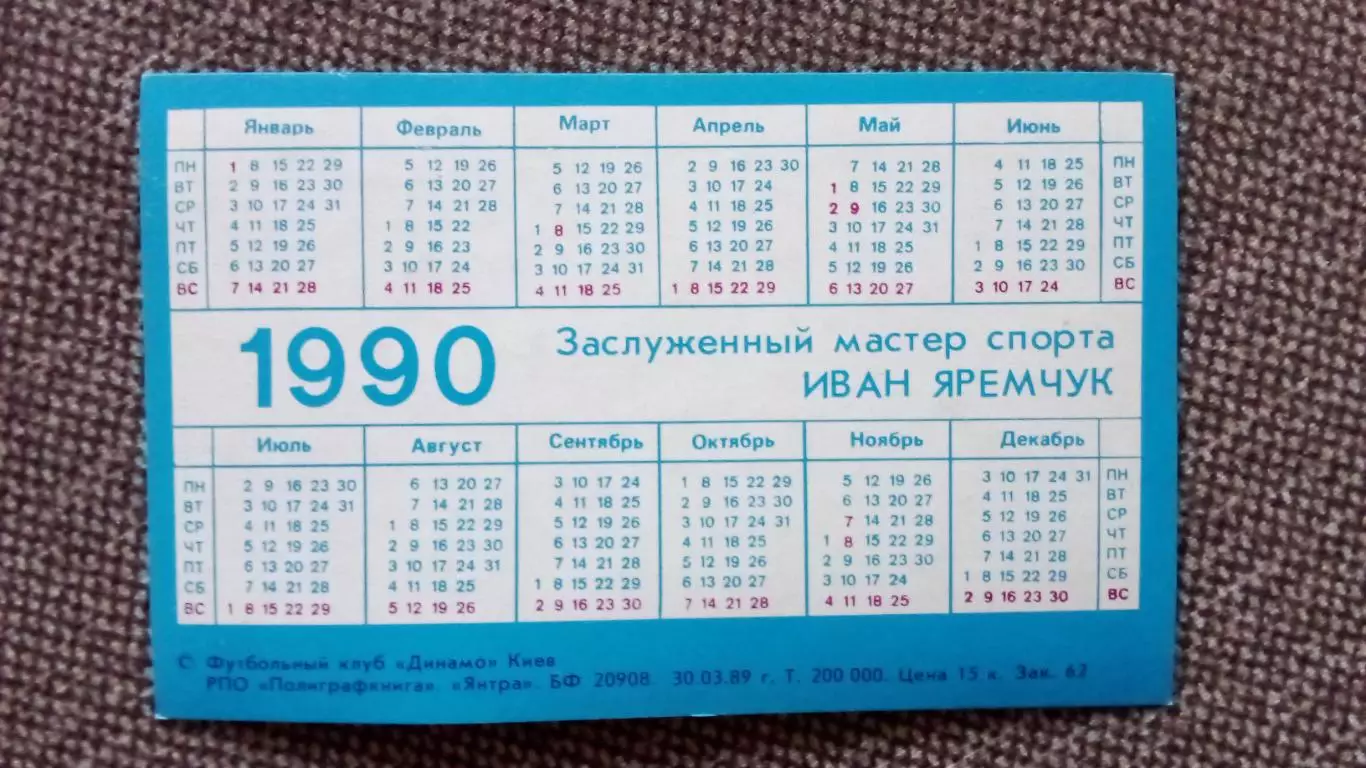 Январь Февраль Март Апрель Май Июнь
ПН 1 8 15 22 29 5 12 19 26 5 12 19 26 2 9 16 23 30 7 14 21 28 4 11 18 25 ПН
ВТ 2 9 16 23 30 6 13 20 27 6 13 20 27 3 10 17 24 1 8 15 22 29 5 12 19 26 ВТ
СР 3 10 17 24 31 7 14 21 28 7 14 21 28 4 11 18 25 2 9 16 23 30 6 13 20 27 СР
ЧТ 4 11 18 25 1 8 15 22 1 8 15 22 29 5 12 19 26 3 10 17 24 31 7 14 21 28 ЧТ
ПТ 5 12 19 26 2 9 16 23 2 9 16 23 30 6 13 20 27 4 11 18 25 1 8 15 22 29 ПТ
СБ 6 13 20 27 3 10 17 24 3 10 17 24 31 7 14 21 28 5 12 19 26 2 9 16 23 30 СБ
ВС 7 14 21 28 4 11 18 25 4 11 18 25 1 8 15 22 29 6 13 20 27 3 10 17 24 ВС
1990 Заслуженный мастер спорта
ИВАН ЯРЕМЧУК
Июль Август Сентябрь Октябрь Ноябрь Декабрь
ПН 2 9 16 23 30 6 13 20 27 3 10 17 24 1 8 15 22 29 5 12 19 26 3 10 17 24 31 ПН
ВТ 3 10 17 24 31 7 14 21 28 4 11 18 25 2 9 16 23 30 6 13 20 27 4 11 18 25 ВТ
СР 4 11 18 25 1 8 15 22 29 5 12 19 26 3 10 17 24 31 7 14 21 28 5 12 19 26 СР
ЧТ 5 12 19 26 2 9 16 23 30 6 13 20 27 4 11 18 25 1 8 15 22 29 6 13 20 27 ЧТ
ПТ 6 13 20 27 3 10 17 24 31 7 14 21 28 5 12 19 26 2 9 16 23 30 7 14 21 28 ПТ
СБ 7 14 21 28 4 11 18 25 1 8 15 22 29 6 13 20 27 3 10 17 24 1 8 15 22 29 СБ
ВС 1 8 15 22 29 5 12 19 26 2 9 16 23 30 7 14 21 28 4 11 18 25 2 9 16 23 30 ВС
© Футбольный клуб «Динамо» Киев
РПО «Полиграфкнига». «Янтра». БФ 20908. 30.03.89 г. Т. 200 000. Цена 15 к. Зак. 62